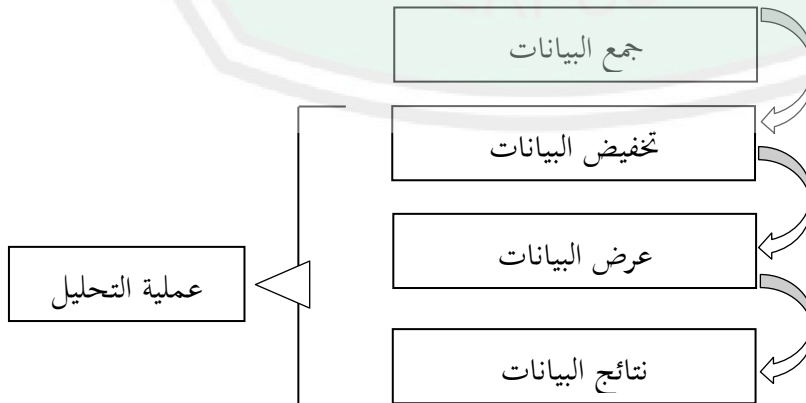 جمع البيانات
تخفيض البيانات
عرض البيانات
عملية التحليل
نتائج البيانات